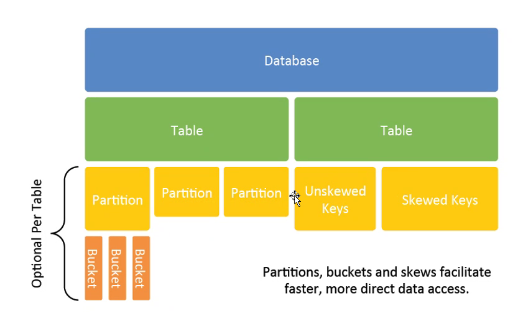 Database
Table
Table
Optional Per Table
Partition
Partition
Partition
Unskewed
Keys
Skewed Keys
Bucket
Bucket
Bucket
Partitions, buckets and skews facilitate
faster, more direct data access.